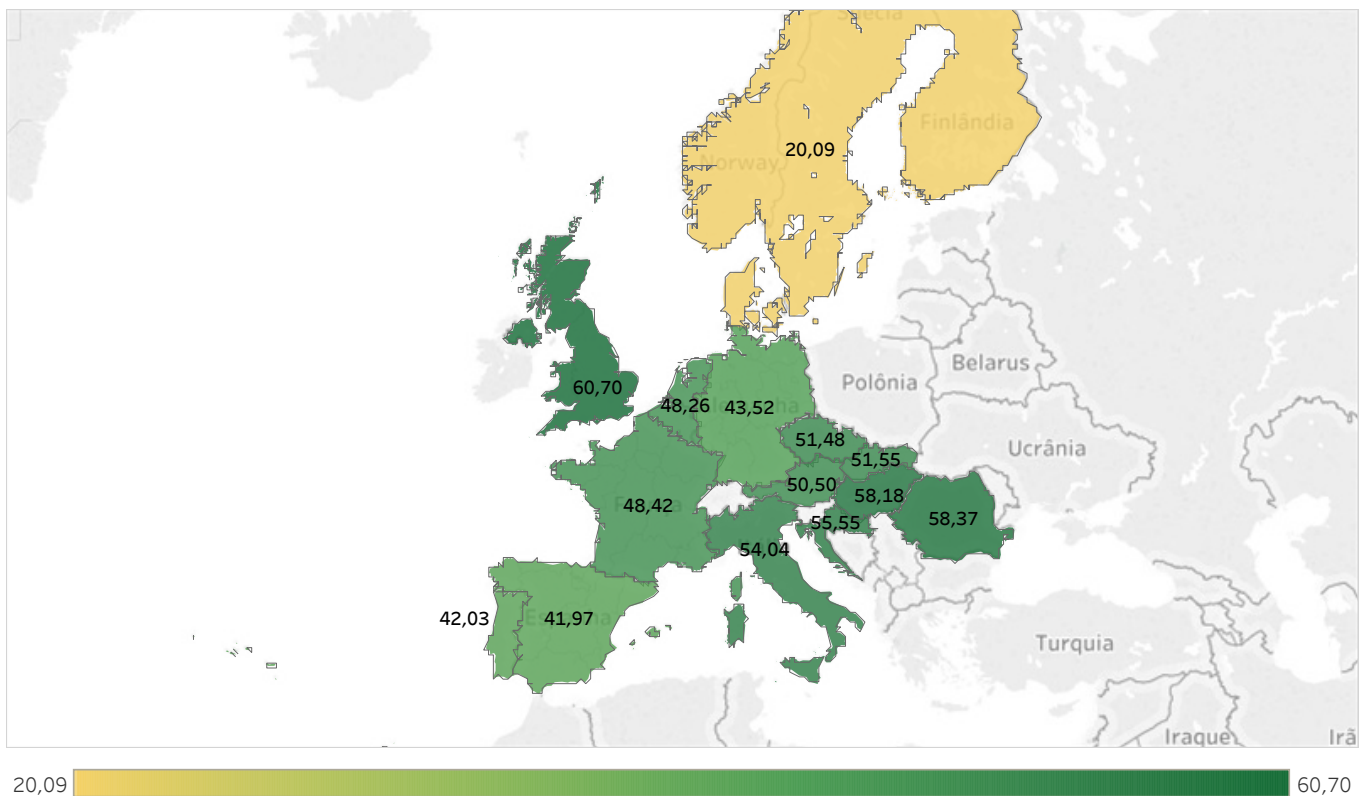 Suécia
Finlândia
20,09
Norway
Belarus
Polônia
60,70
48,26
43,52
51,48
Ucrânia
51,55
50,50
58,18
48,42
55,55
58,37
54,04
42,03
41,97
Turquia
Iraque
Irã
20,09
60,70